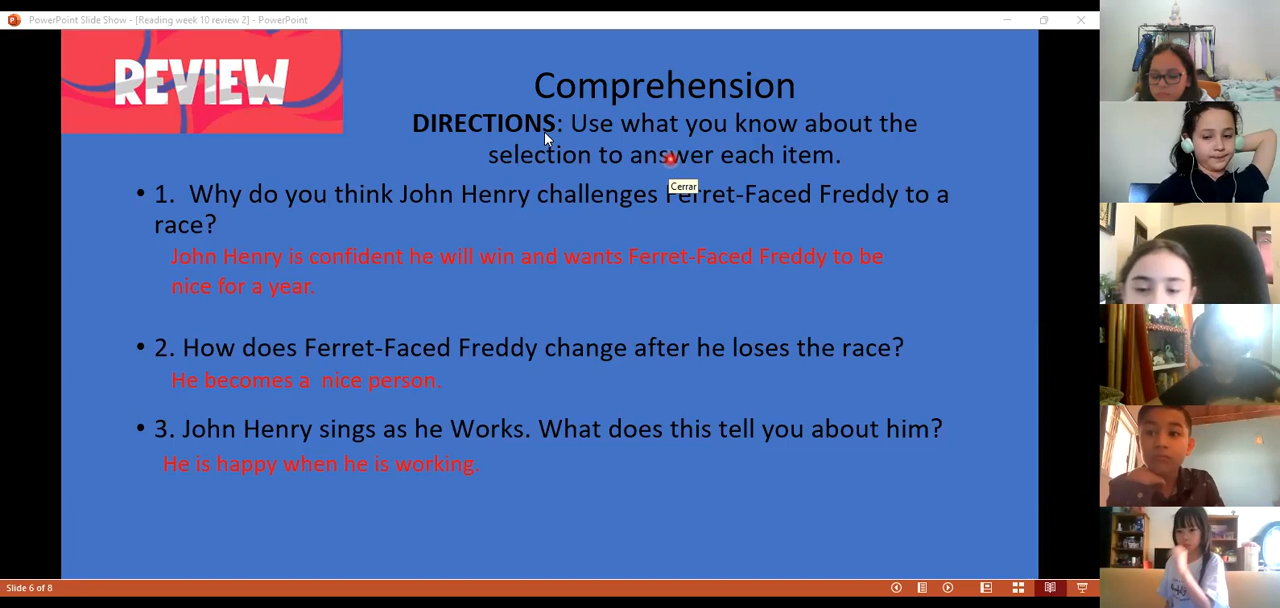 PowerPoint Slide Show - [Reading week 10 review 2] - PowerPoint
REVIEW
Comprehension
DIRECTIONS: Use what you know about the
selection to answer each item.
Cerrar
• 1. Why do you think John Henry challenges Ferret-Faced Freddy to a
race?
John Henry is confident he will win and wants Ferret-Faced Freddy to be
nice for a year.
• 2. How does Ferret-Faced Freddy change after he loses the race?
He becomes a nice person.
• 3. John Henry sings as he Works. What does this tell you about him?
He is happy when he is working.
Slide 6 of 8